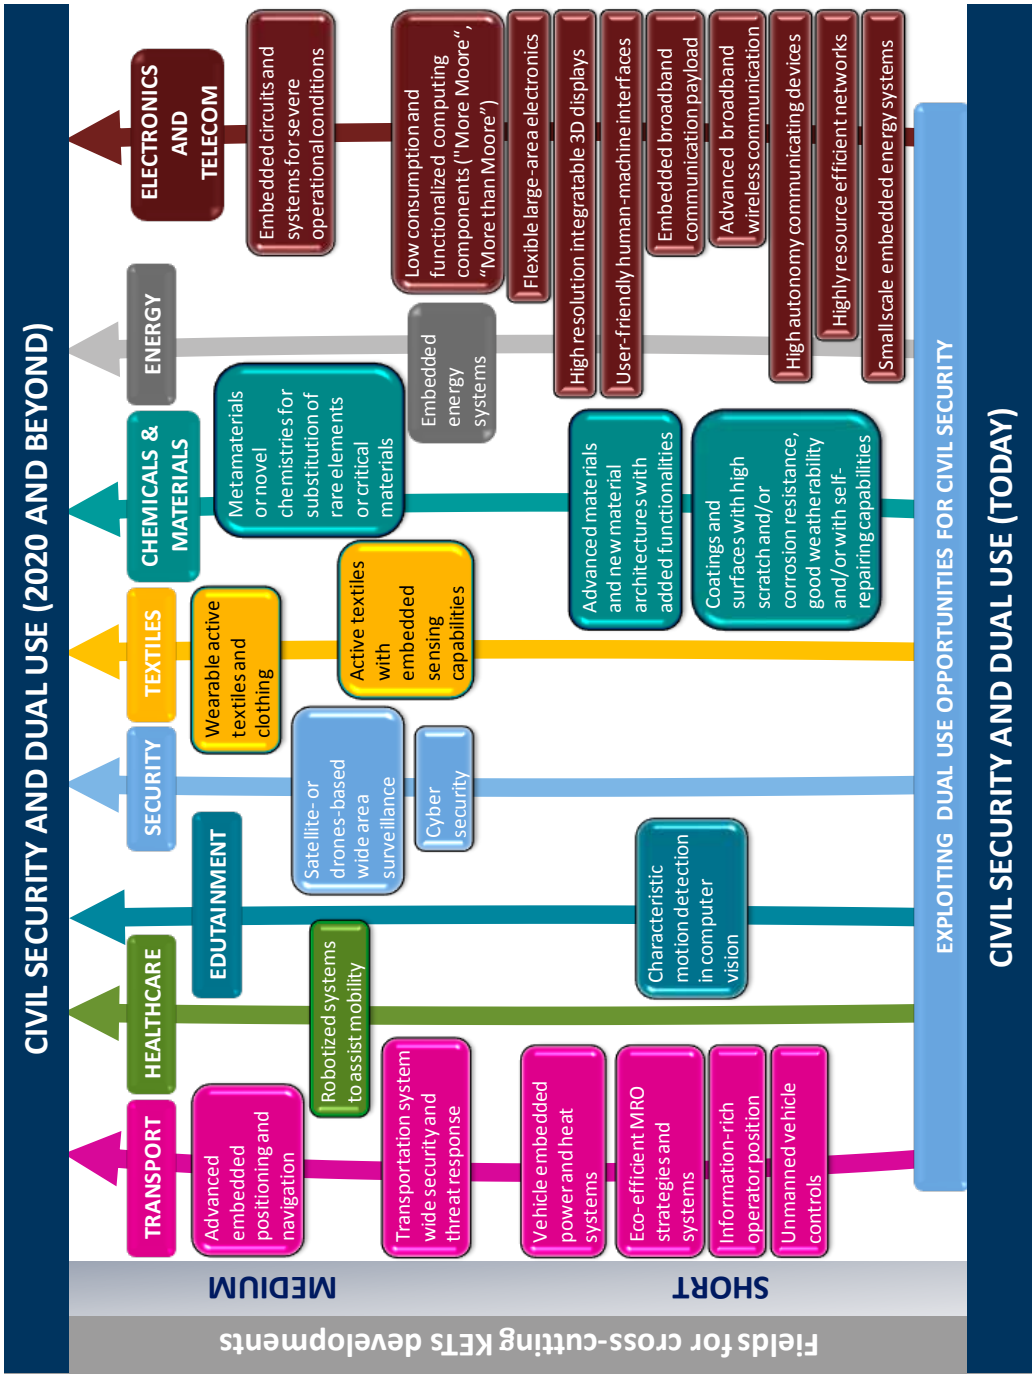 CIVIL SECURITY AND DUAL USE (2020 AND BEYOND)
TRANSPORT
HEALTHCARE
EDUTAINMENT
SECURITY
TEXTILES
CHEMICALS &
MATERIALS
ENERGY
ELECTRONICS
AND
TELECOM
Fields for cross-cutting KETs developments
MEDIUM
SHORT
Advanced
embedded
positioning and
navigation
Transportation system
wide security and
threat response
Vehicle embedded
power and heat
systems
Eco-efficient MRO
strategies and
systems
Information-rich
operator position
Unmanned vehicle
controls
Robotized systems
to assist mobility
Characteristic
motion detection
in computer
vision
Satellite- or
drones-based
wide area
surveillance
Cyber
security
Wearable active
textiles and
clothing
Active textiles
with
embedded
sensing
capabilities
Metamaterials
or novel
chemistries for
substitution of
rare elements
or critical
materials
Advanced materials
and new material
architectures with
added functionalities
Coatings and
surfaces with high
scratch and/or
corrosion resistance,
good weatherability
and/or with self-
repairing capabilities
Embedded
energy
systems
Embedded circuits and
systems for severe
operational conditions
Low consumption and
functionalized computing
components ("More Moore“,
“More than Moore”)
Flexible large-area electronics
High resolution integratable 3D displays
User-friendly human-machine interfaces
Embedded broadband
communication payload
Advanced broadband
wireless communication
High autonomy communicating devices
Highly resource efficient networks
Small scale embedded energy systems
EXPLOITING DUAL USE OPPORTUNITIES FOR CIVIL SECURITY
CIVIL SECURITY AND DUAL USE (TODAY)